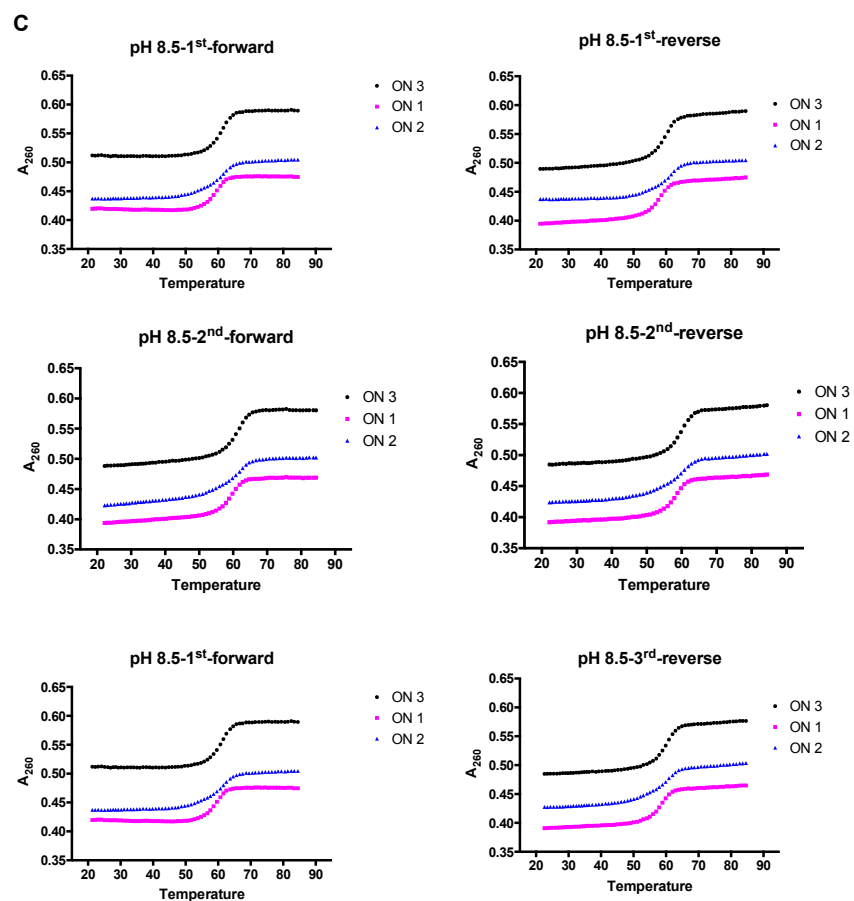 C
pH 8.5-1st-forward
A260
0.65
0.60
0.55
0.50
0.45
0.40
0.35
20 30 40 50 60 70 80 90
Temperature
ON 3
ON 1
ON 2
pH 8.5-1st-reverse
A260
0.65
0.60
0.55
0.50
0.45
0.40
0.35
20 30 40 50 60 70 80 90
Temperature
ON 3
ON 1
ON 2
pH 8.5-2nd-forward
A260
0.65
0.60
0.55
0.50
0.45
0.40
0.35
20 30 40 50 60 70 80 90
Temperature
ON 3
ON 1
ON 2
pH 8.5-2nd-reverse
A260
0.65
0.60
0.55
0.50
0.45
0.40
0.35
20 30 40 50 60 70 80 90
Temperature
ON 3
ON 1
ON 2
pH 8.5-1st-forward
A260
0.65
0.60
0.55
0.50
0.45
0.40
0.35
20 30 40 50 60 70 80 90
Temperature
ON 3
ON 1
ON 2
pH 8.5-3rd-reverse
A260
0.65
0.60
0.55
0.50
0.45
0.40
0.35
20 30 40 50 60 70 80 90
Temperature
ON 3
ON 1
ON 2